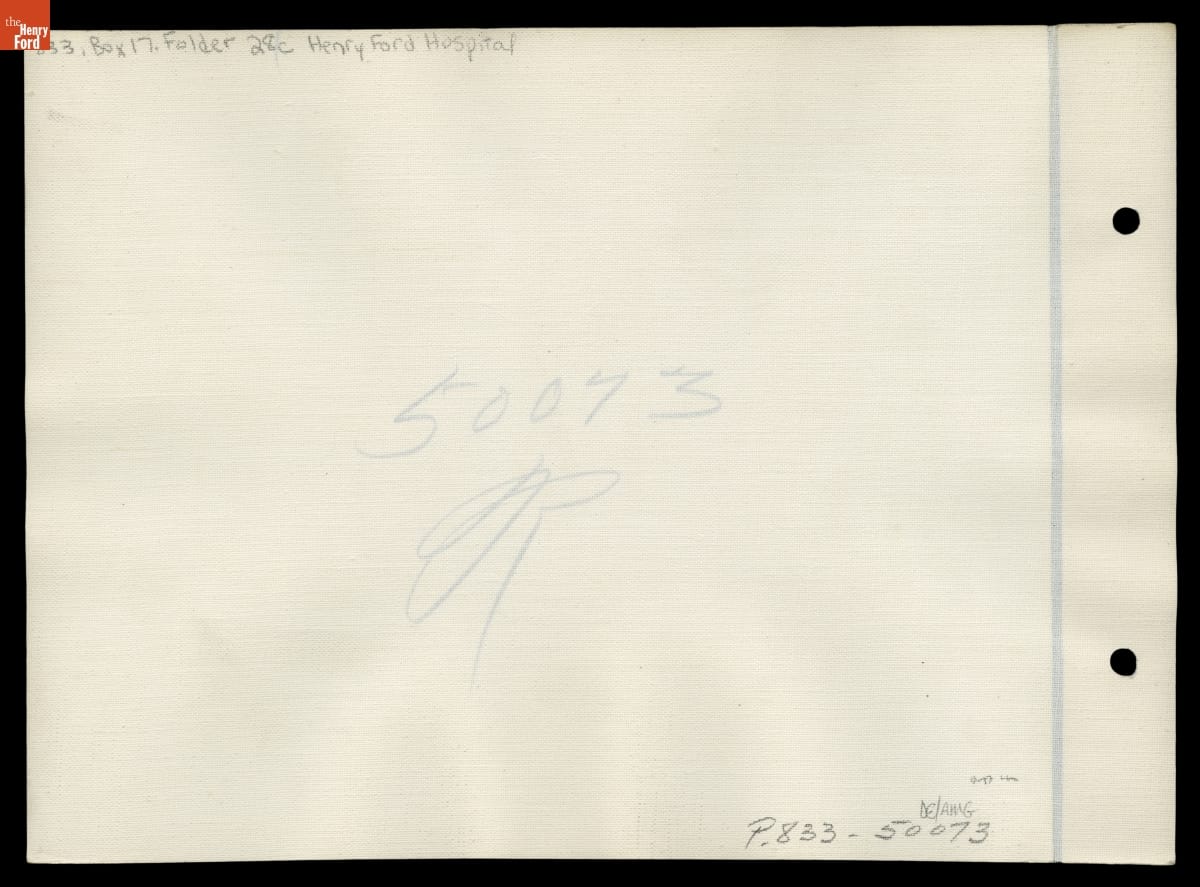 the
Henry
Ford
833, Box 17. Folder 28c Henry Ford Hospital
50073
DE/AMG
P.833 - 50073